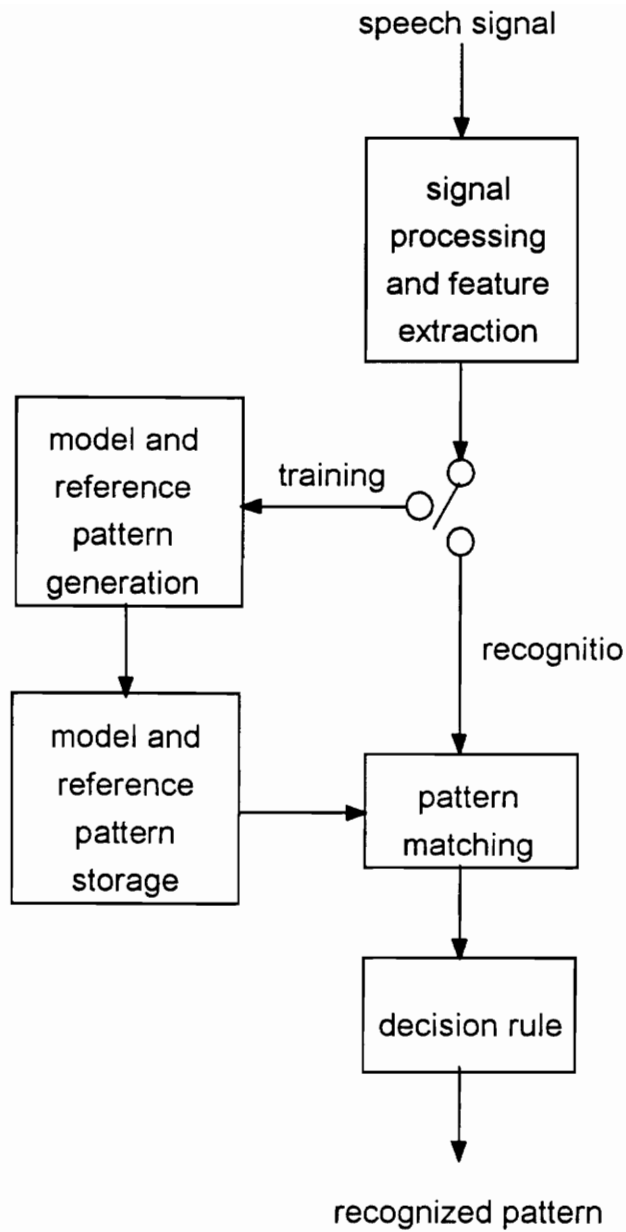 speech signal
signal
processing
and feature
extraction
model and
reference
pattern
generation
training
recognitio
model and
reference
pattern
storage
pattern
matching
decision rule
recognized pattern